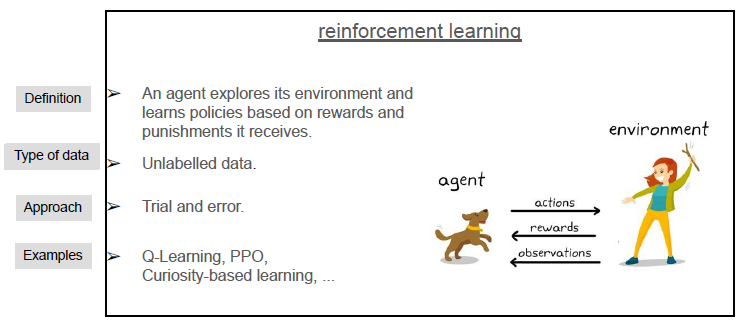 reinforcement learning
Definition
➢ An agent explores its environment and
learns policies based on rewards and
punishments it receives.
Type of data
➢ Unlabelled data.
Approach
➢ Trial and error.
Examples
➢ Q-Learning, PPO,
Curiosity-based learning, ...
environment
agent
actions
rewards
observations